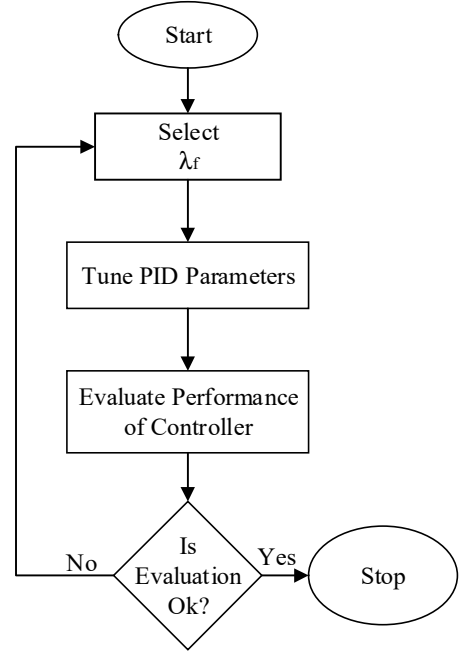 Start
Select
λf
Tune PID Parameters
Evaluate Performance
of Controller
Is
Evaluation
Ok?
No
Yes
Stop